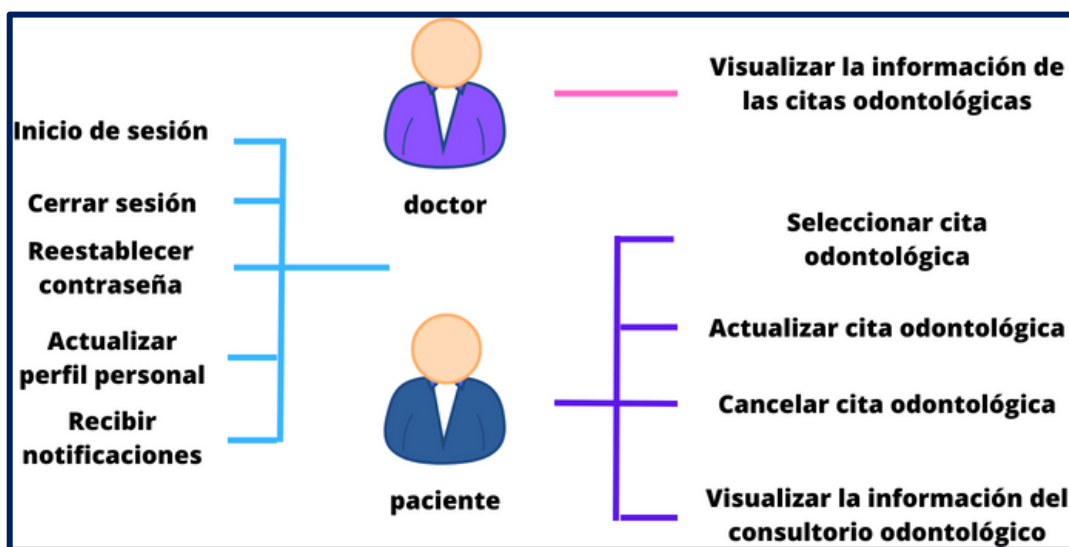 Inicio de sesión
Cerrar sesión
Reestablecer
contraseña
Actualizar
perfil personal
Recibir
notificaciones
doctor
paciente
Visualizar la información de
las citas odontológicas
Seleccionar cita
odontológica
Actualizar cita odontológica
Cancelar cita odontológica
Visualizar la información del
consultorio odontológico